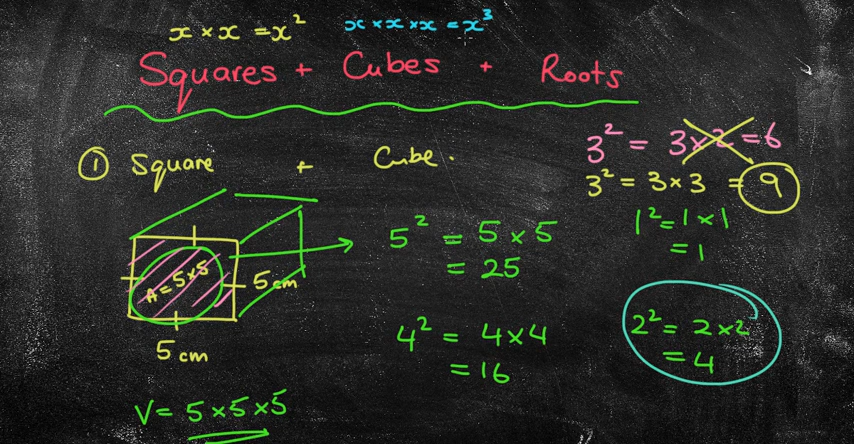 x × x = x²
x × x × x = x³
Squares + Cubes + Roots
① Square + Cube.
3² = 3×2 = 6
3² = 3 × 3 = 9
1² = 1 × 1
= 1
5² = 5 × 5
= 25
A = 5×5
5 cm
5 cm
4² = 4×4
= 16
2² = 2 × 2
= 4
V = 5 × 5 × 5